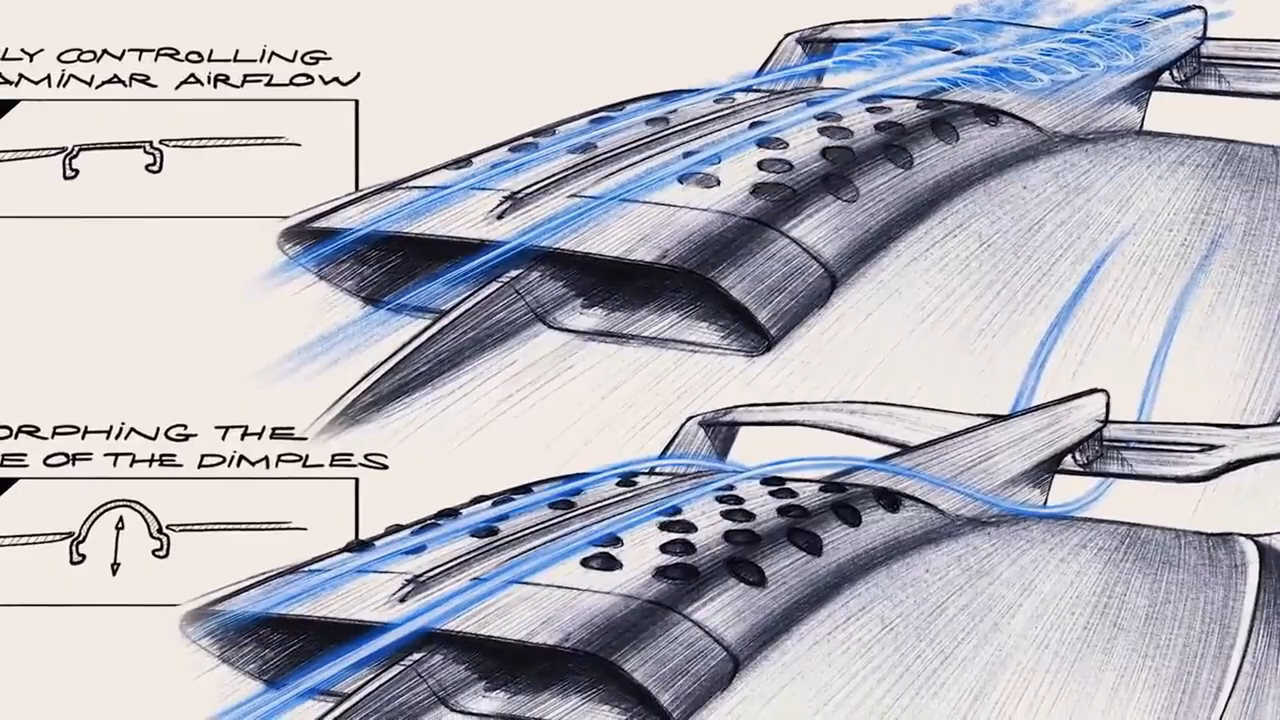 LY CONTROLLING
AMINAR AIRFLOW
ORPHING THE
E OF THE DIMPLES